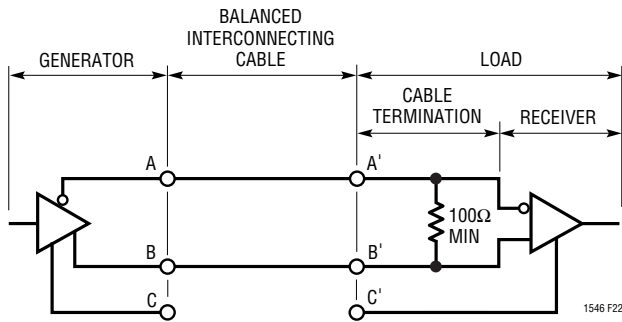 BALANCED
INTERCONNECTING
CABLE
GENERATOR
LOAD
CABLE
TERMINATION
RECEIVER
A
A'
100Ω
MIN
B
B'
C
C'
1546 F22